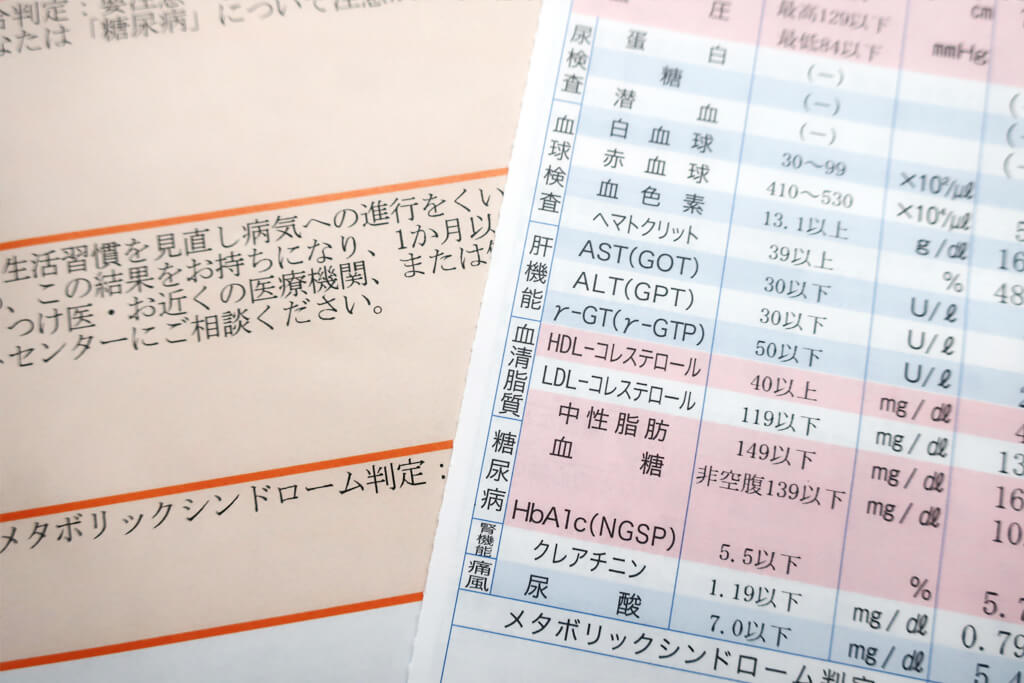 合判定：要注意
なたは「糖尿病」について注意
生活習慣を見直し病気への進行をくい
、この結果をお持ちになり、1か月以
つけ医・お近くの医療機関、または
センターにご相談ください。
メタボリックシンドローム判定：
圧 最高129以下 cm
最低84以下 mmHg
尿検査
蛋白 (－)
糖 (－)
潜血 (－)
血球検査
白血球 30～99 ×10²/μl
赤血球 410～530 ×10⁴/μl
血色素 13.1以上 g/dl 16
ヘマトクリット 39以上 % 48
肝機能
AST(GOT) 30以下 U/l
ALT(GPT) 30以下 U/l
γ-GT(γ-GTP) 50以下 U/l
血清脂質
HDL-コレステロール 40以上 mg/dl 4
LDL-コレステロール 119以下 mg/dl 13
中性脂肪 149以下 mg/dl 16
糖尿病
血糖 非空腹139以下 mg/dl 10
HbA1c(NGSP) 5.5以下 % 5.7
腎機能
クレアチニン 1.19以下 mg/dl 0.79
痛風
尿酸 7.0以下 mg/dl 5.4
メタボリックシンドローム判定